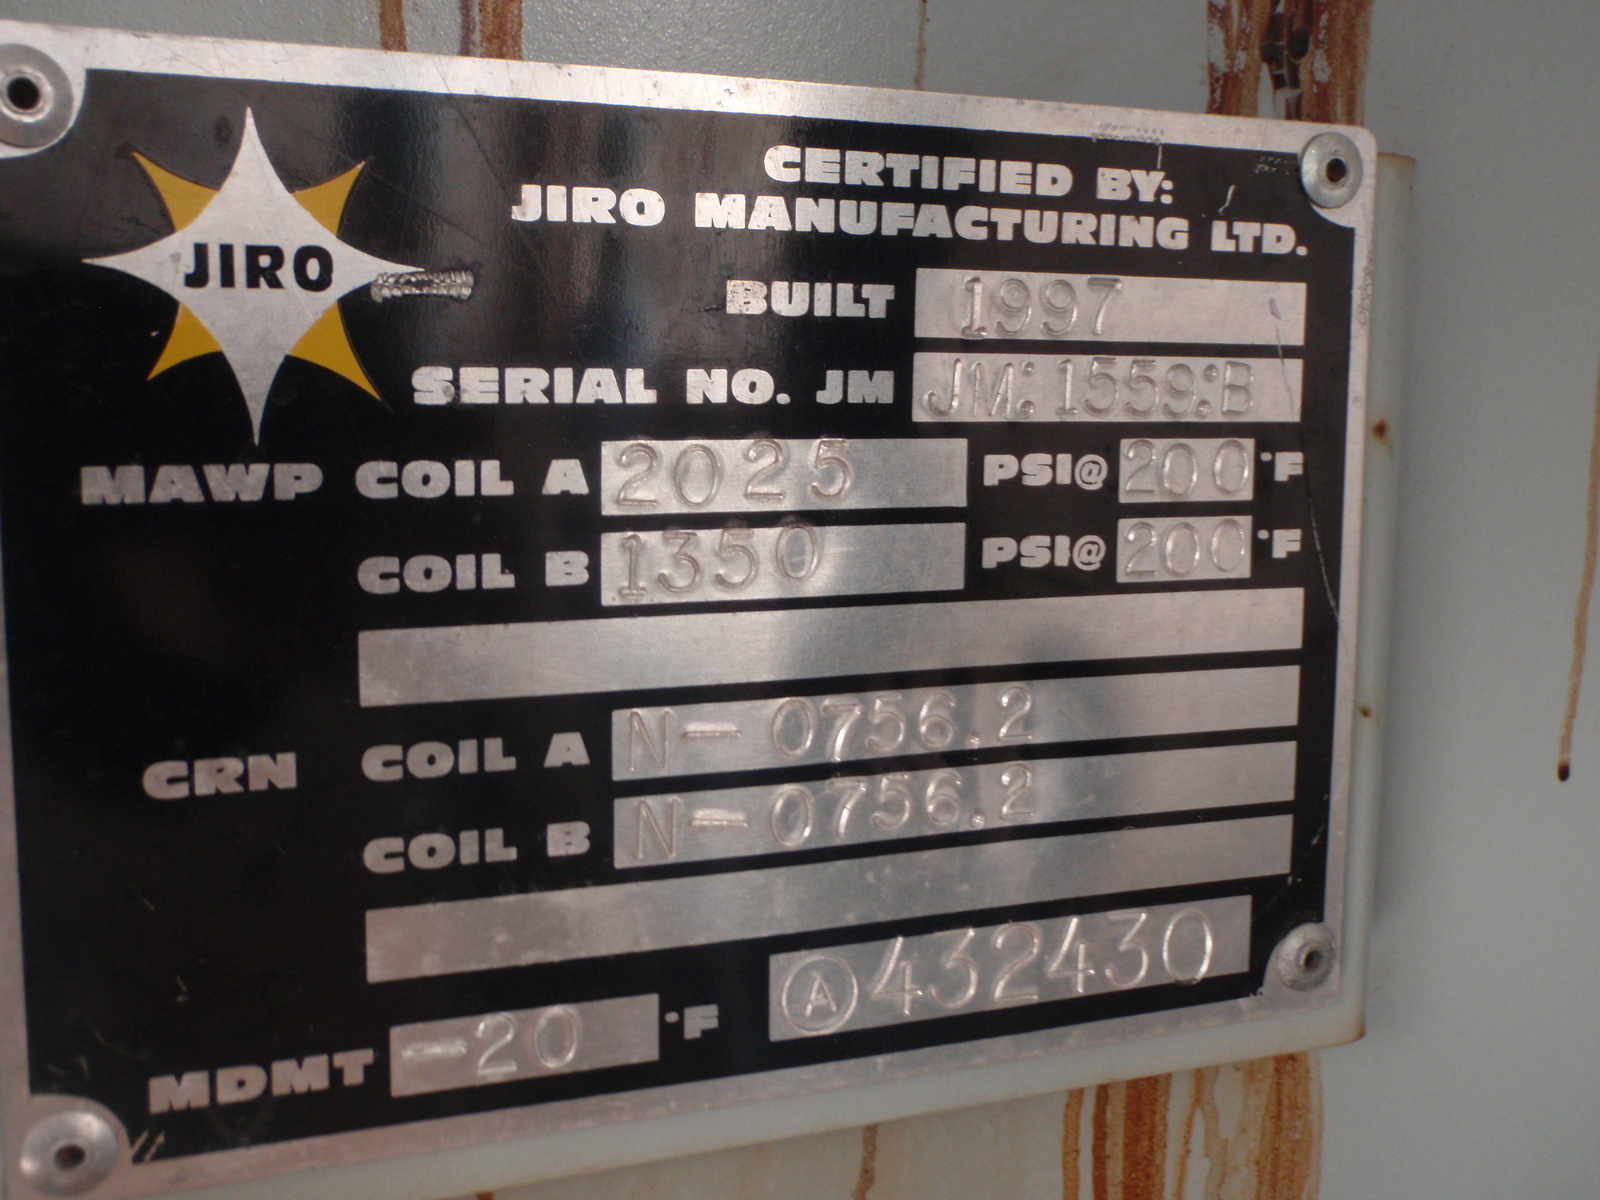 CERTIFIED BY:
JIRO MANUFACTURING LTD.
JIRO
BUILT 1997
SERIAL NO. JM JM:1559:B
MAWP COIL A 2025 PSI@ 200 °F
COIL B 1350 PSI@ 200 °F
CRN COIL A N-0756.2
COIL B N-0756.2
MDMT -20 °F Ⓐ432430